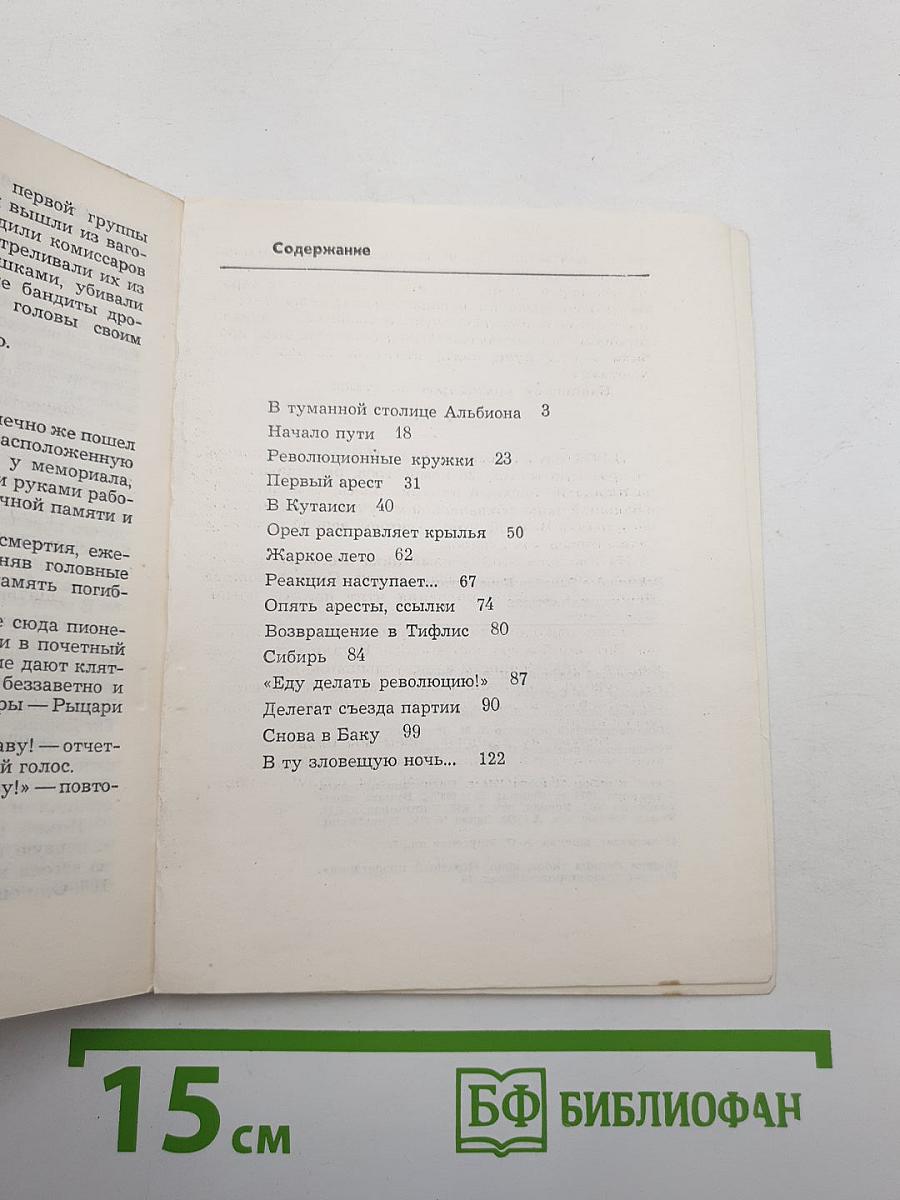 первой группы
вышли из ваго-
дили комиссаров
стреливали их из
шками, убивали
е бандиты дро-
головы своим
о.
нечно же пошел
асположенную
у мемориала,
и руками рабо-
чной памяти и
смертия, еже-
няв головные
амять погиб-
е сюда пионе-
и в почетный
ие дают клят-
беззаветно и
ры — Рыцари
аву! — отчет-
й голос.
у!» — повто-
Содержание
В туманной столице Альбиона 3
Начало пути 18
Революционные кружки 23
Первый арест 31
В Кутаиси 40
Орел расправляет крылья 50
Жаркое лето 62
Реакция наступает... 67
Опять аресты, ссылки 74
Возвращение в Тифлис 80
Сибирь 84
«Еду делать революцию!» 87
Делегат съезда партии 90
Снова в Баку 99
В ту зловещую ночь... 122
15 см
БФ БИБЛИОФАН